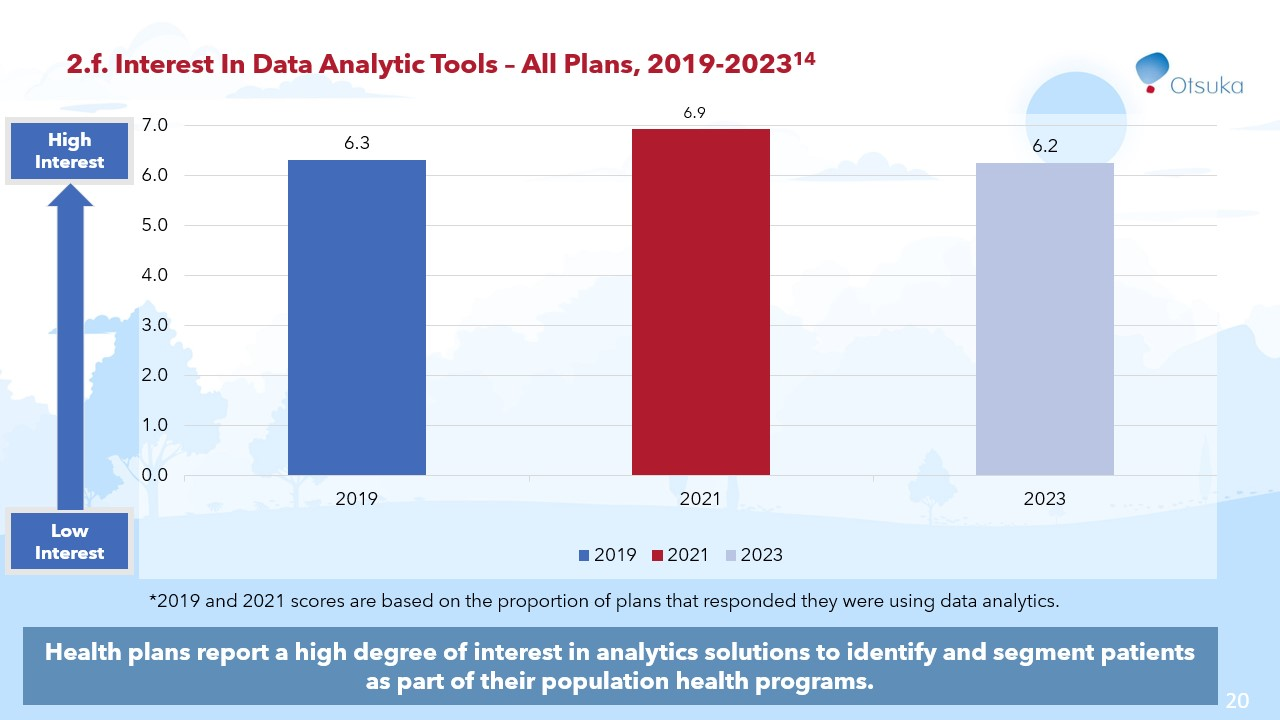 2.f. Interest In Data Analytic Tools – All Plans, 2019-2023¹⁴
Otsuka
High
Interest
Low
Interest
7.0
6.0
5.0
4.0
3.0
2.0
1.0
0.0
6.3
6.9
6.2
2019
2021
2023
2019 2021 2023
*2019 and 2021 scores are based on the proportion of plans that responded they were using data analytics.
Health plans report a high degree of interest in analytics solutions to identify and segment patients
as part of their population health programs.
20